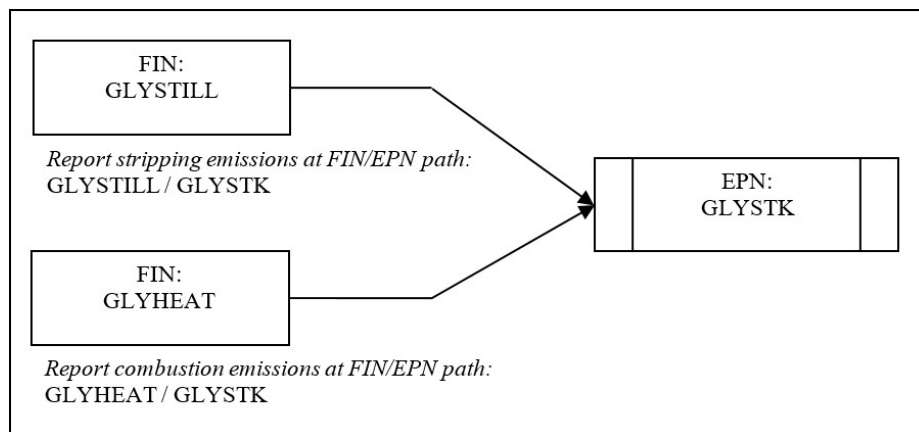 FIN:
GLYSTILL
Report stripping emissions at FIN/EPN path:
GLYSTILL / GLYSTK
EPN:
GLYSTK
FIN:
GLYHEAT
Report combustion emissions at FIN/EPN path:
GLYHEAT / GLYSTK